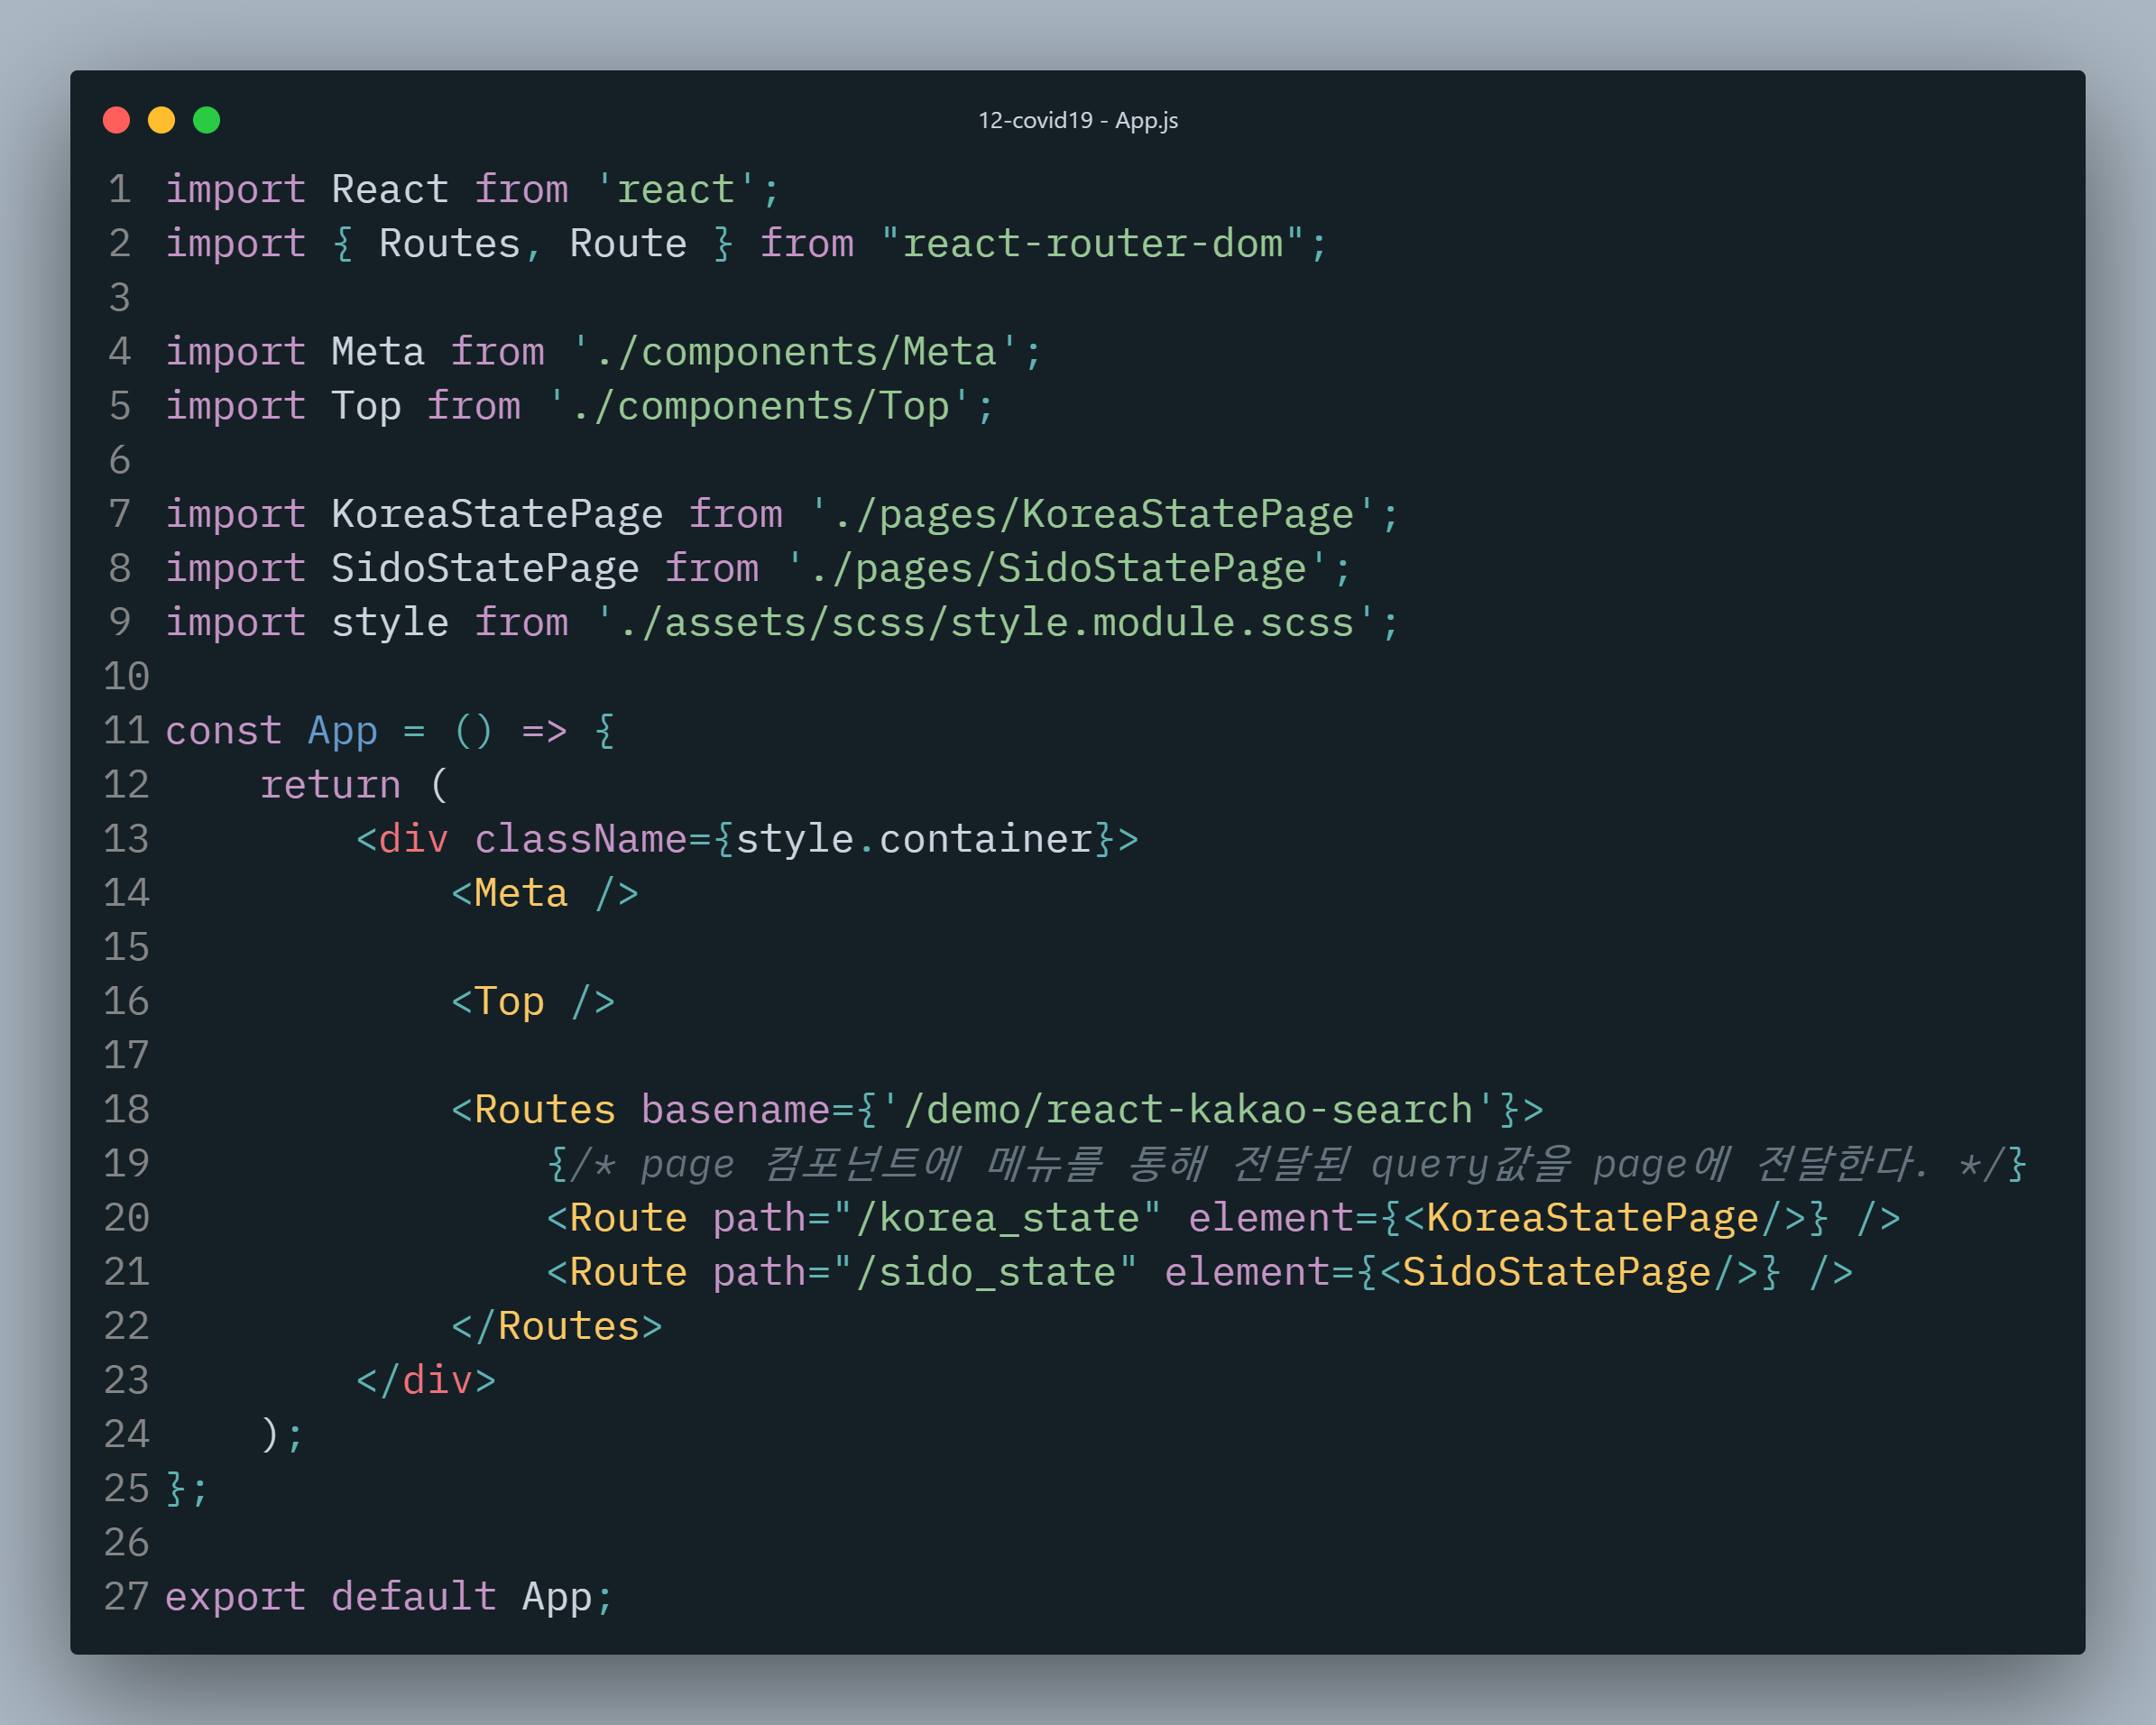 12-covid19 - App.js
1 import React from 'react';
2 import { Routes, Route } from "react-router-dom";
3
4 import Meta from './components/Meta';
5 import Top from './components/Top';
6
7 import KoreaStatePage from './pages/KoreaStatePage';
8 import SidoStatePage from './pages/SidoStatePage';
9 import style from './assets/scss/style.module.scss';
10
11 const App = () => {
12     return (
13         <div className={style.container}>
14             <Meta />
15
16             <Top />
17
18             <Routes basename={'/demo/react-kakao-search'}>
19                 {/* page 컴포넌트에 메뉴를 통해 전달된 query값을 page에 전달한다. */}
20                 <Route path="/korea_state" element={<KoreaStatePage/>} />
21                 <Route path="/sido_state" element={<SidoStatePage/>} />
22             </Routes>
23         </div>
24     );
25 };
26
27 export default App;